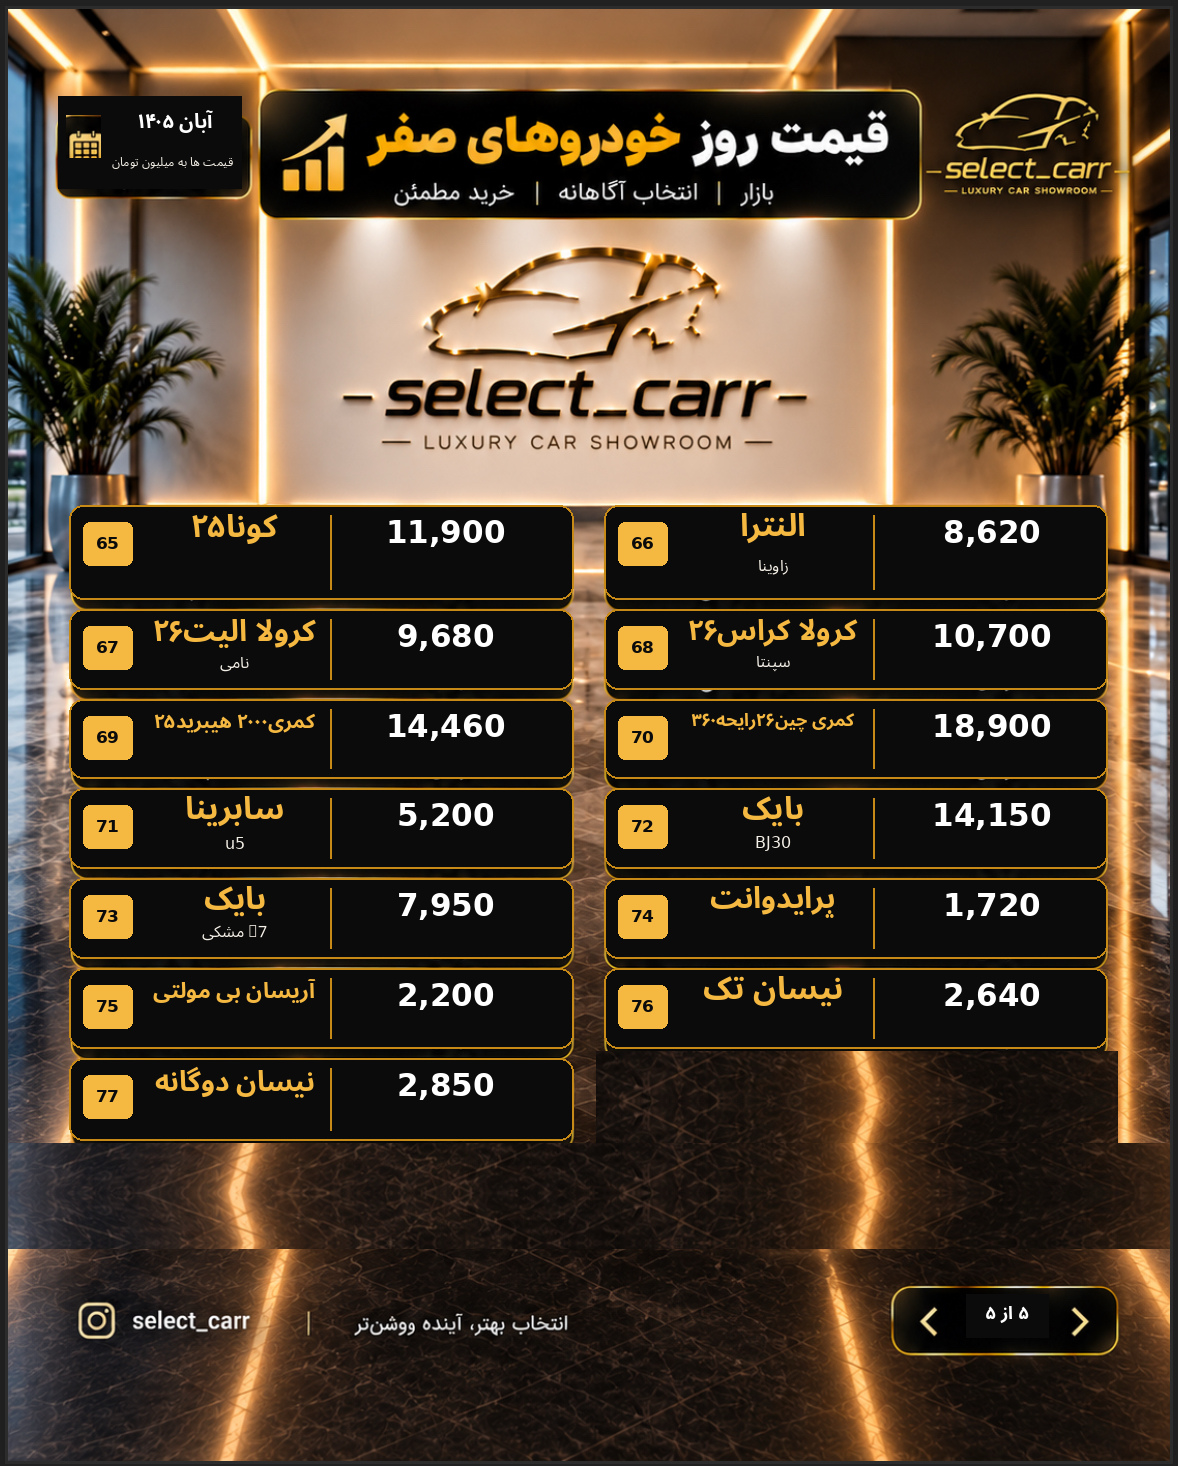 آبان ۱۴۰۵
قیمت ها به میلیون تومان
قیمت روز خودروهای صفر
بازار | انتخاب آگاهانه | خرید مطمئن
select_carr
LUXURY CAR SHOWROOM
select_carr
LUXURY CAR SHOWROOM
65 کونا۲۵ 11,900
66 النترا 8,620
زاوینا
67 کرولا الیت۲۶ 9,680
نامی
68 کرولا کراس۲۶ 10,700
سپنتا
69 کمری۲۰۰۰ هیبرید۲۵ 14,460
70 کمری چین۲۶رایحه۳۶۰ 18,900
71 سابرینا 5,200
u5
72 بایک 14,150
BJ30
73 بایک 7,950
7 مشکی
74 پرایدوانت 1,720
75 آریسان بی مولتی 2,200
76 نیسان تک 2,640
77 نیسان دوگانه 2,850
select_carr | انتخاب بهتر، آینده ووشن‌تر
۵ از ۵